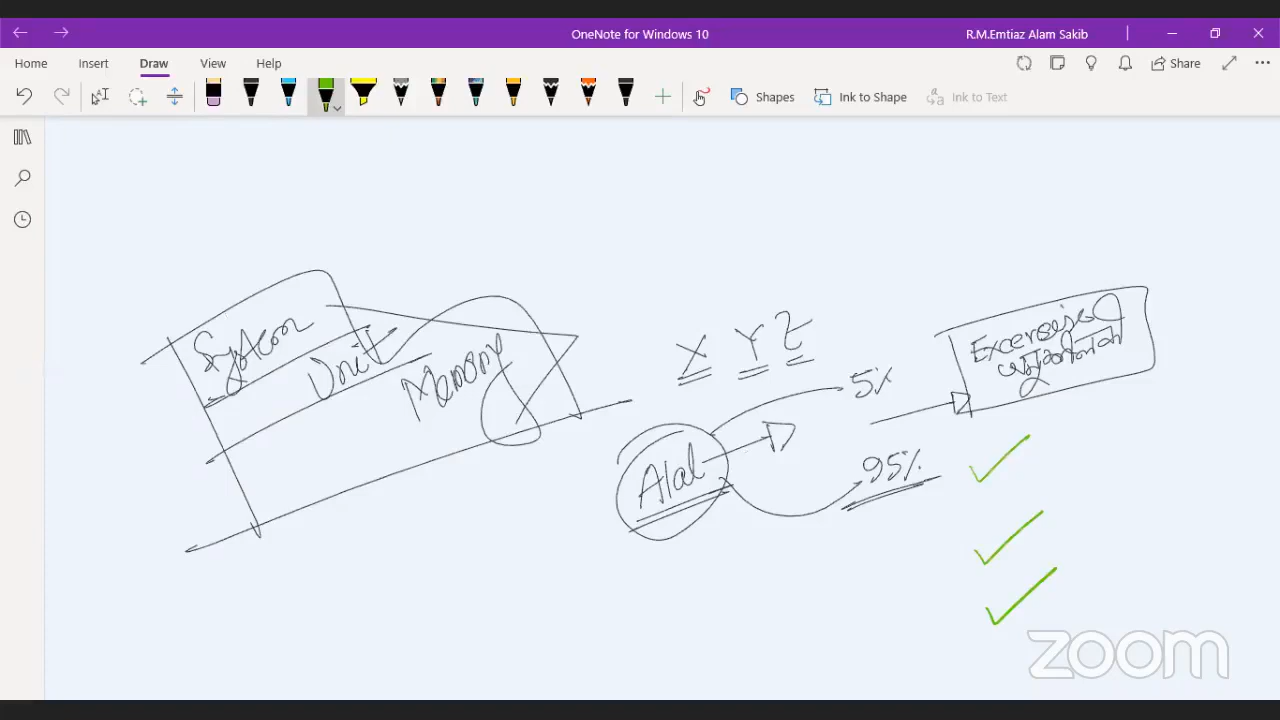 OneNote for Windows 10
R.M.Emtiaz Alam Sakib
Home Insert Draw View Help
Share
Shapes Ink to Shape Ink to Text
System
Unit
Memory
X Y Z
5%
Alal
95%
Excercised
zoom